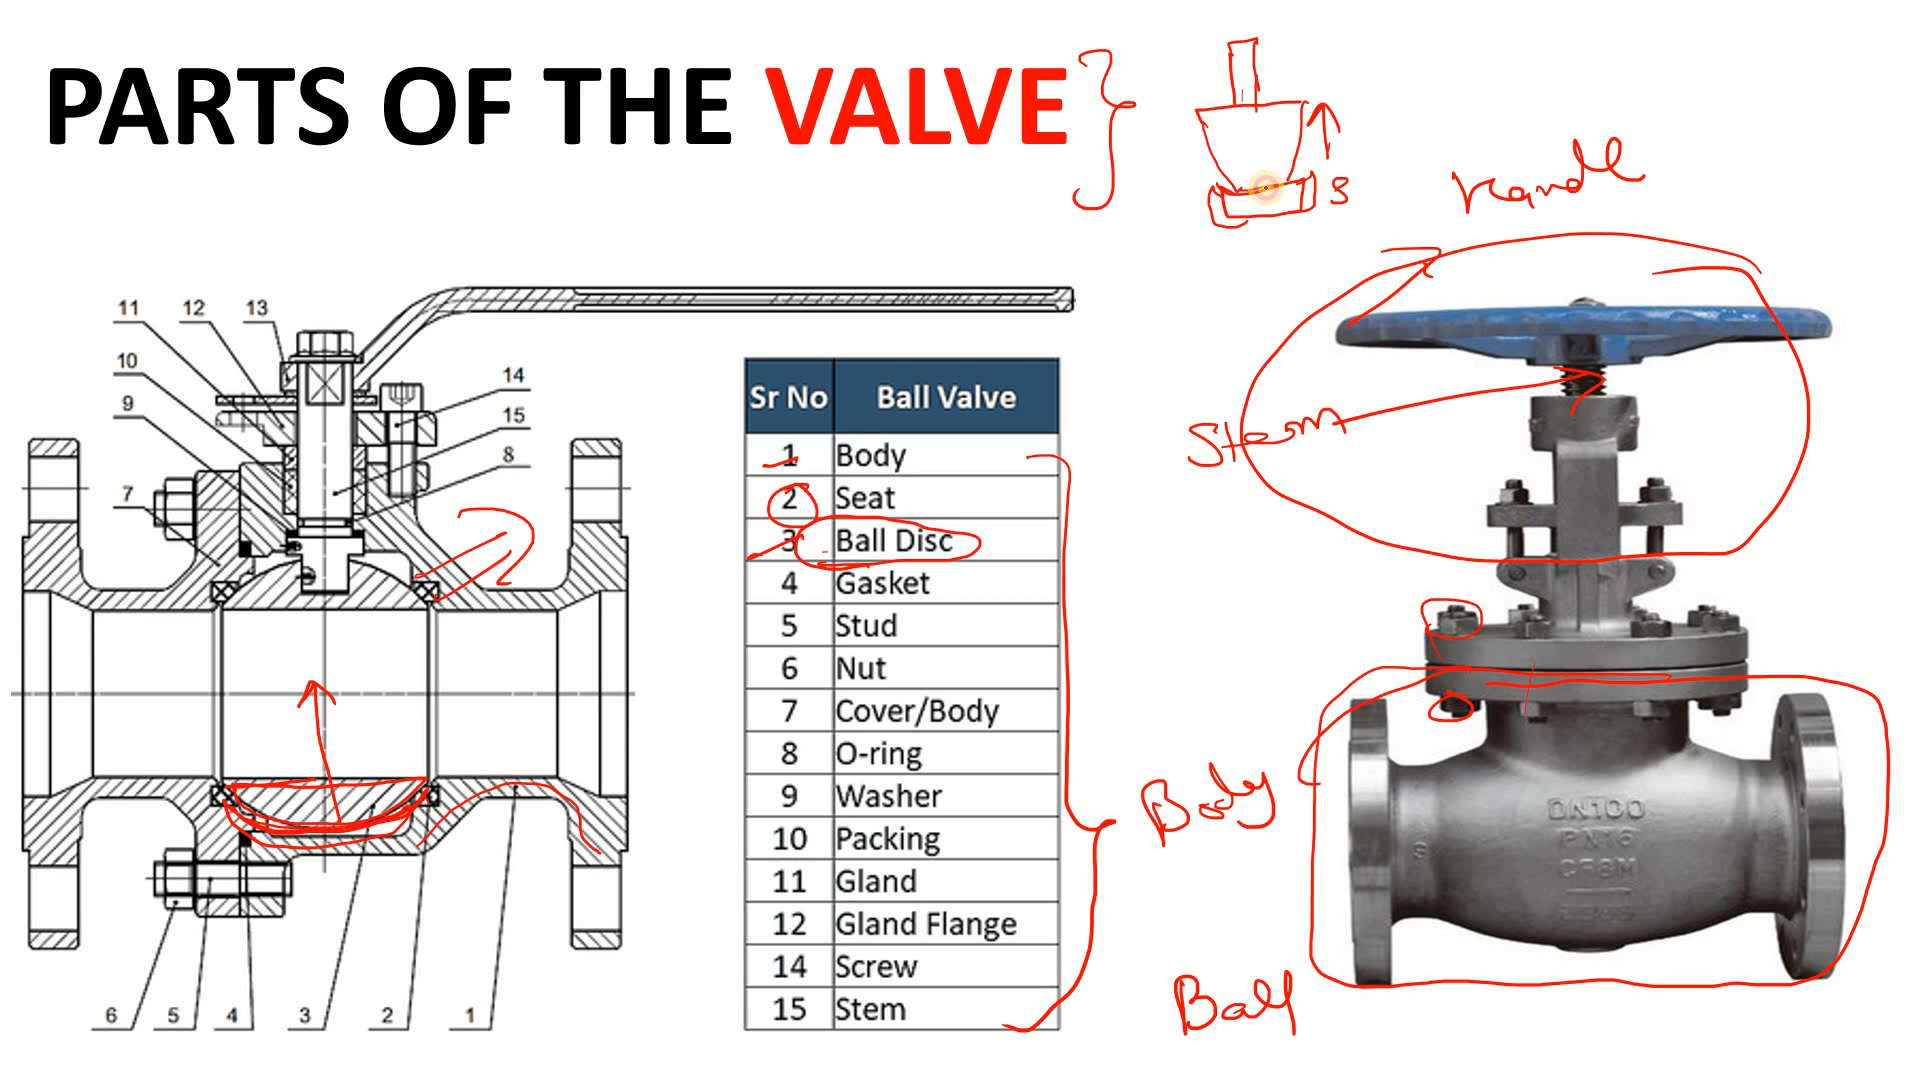 PARTS OF THE VALVE
Handl
S
11
12
13
10
9
14
15
8
7
Sr No Ball Valve
1 Body
2 Seat
3 Ball Disc
4 Gasket
5 Stud
6 Nut
7 Cover/Body
8 O-ring
9 Washer
10 Packing
11 Gland
12 Gland Flange
14 Screw
15 Stem
6 5 4 3 2 1
Stem
Body
DN100
PN16
CF8M
Ball